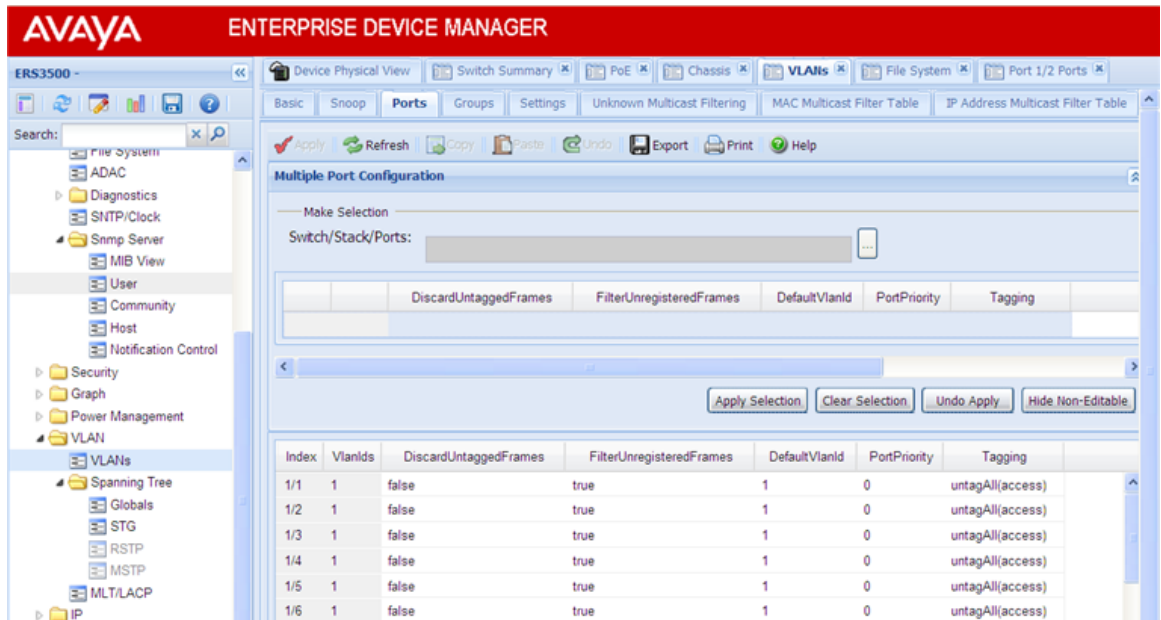 AVAYA ENTERPRISE DEVICE MANAGER
ERS3500 -
Device Physical View Switch Summary PoE Chassis VLANs File System Port 1/2 Ports
Basic Snoop Ports Groups Settings Unknown Multicast Filtering MAC Multicast Filter Table IP Address Multicast Filter Table
Search:
Apply Refresh Copy Paste Undo Export Print Help
File System
ADAC
Diagnostics
SNTP/Clock
Snmp Server
MIB View
User
Community
Host
Notification Control
Security
Graph
Power Management
VLAN
VLANs
Spanning Tree
Globals
STG
RSTP
MSTP
MLT/LACP
IP
Multiple Port Configuration
Make Selection
Switch/Stack/Ports: ...
DiscardUntaggedFrames FilterUnregisteredFrames DefaultVlanId PortPriority Tagging
Apply Selection Clear Selection Undo Apply Hide Non-Editable
Index VlanIds DiscardUntaggedFrames FilterUnregisteredFrames DefaultVlanId PortPriority Tagging
1/1 1 false true 1 0 untagAll(access)
1/2 1 false true 1 0 untagAll(access)
1/3 1 false true 1 0 untagAll(access)
1/4 1 false true 1 0 untagAll(access)
1/5 1 false true 1 0 untagAll(access)
1/6 1 false true 1 0 untagAll(access)